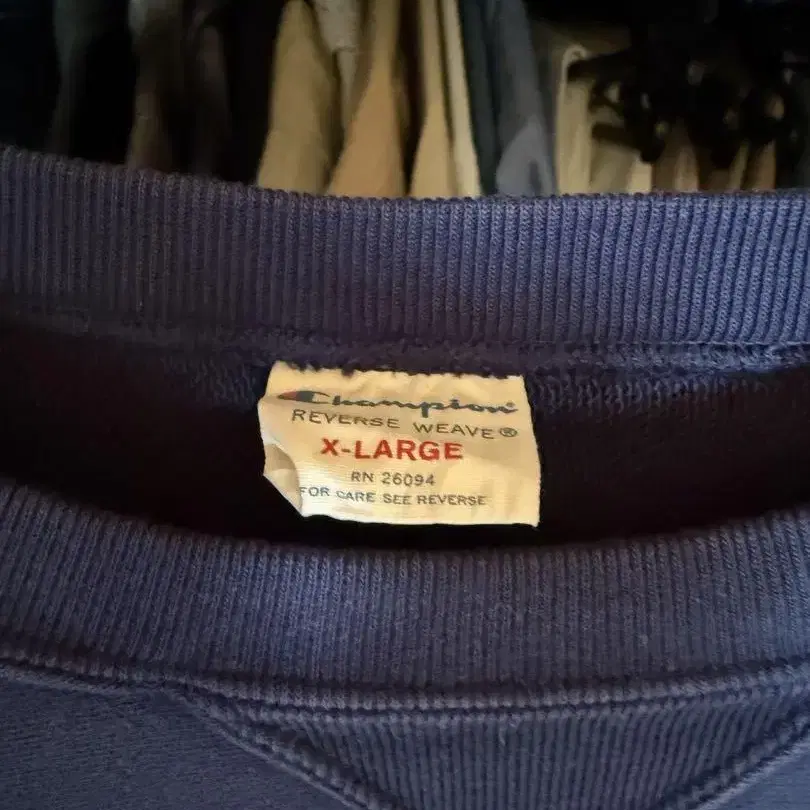 Champion
REVERSE WEAVE®
X-LARGE
RN 26094
FOR CARE SEE REVERSE